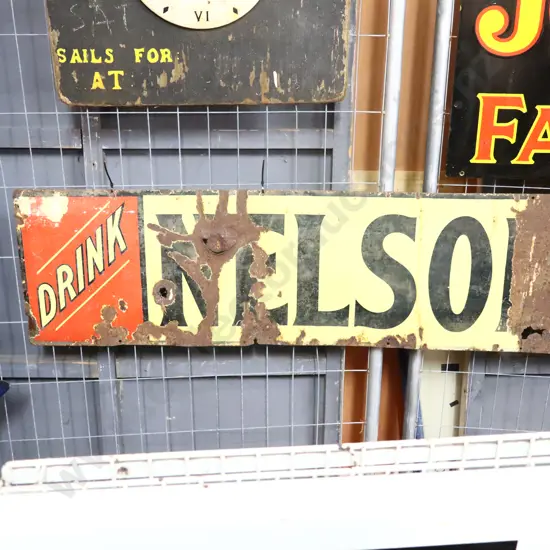 VI
SAILS FOR
AT
DRINK
NELSO
J
FA